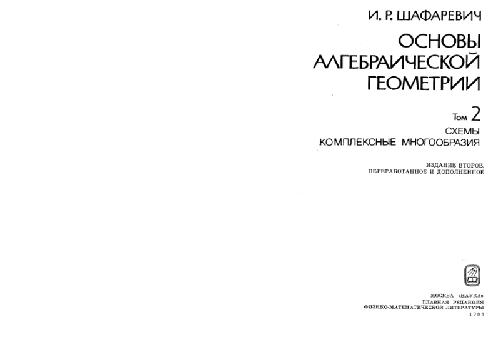 И. Р. ШАФАРЕВИЧ
ОСНОВЫ
АЛГЕБРАИЧЕСКОЙ
ГЕОМЕТРИИ
Том 2
СХЕМЫ
КОМПЛЕКСНЫЕ МНОГООБРАЗИЯ
ИЗДАНИЕ ВТОРОЕ,
ПЕРЕРАБОТАННОЕ И ДОПОЛНЕННОЕ
МОСКВА «НАУКА»
ГЛАВНАЯ РЕДАКЦИЯ
ФИЗИКО-МАТЕМАТИЧЕСКОЙ ЛИТЕРАТУРЫ